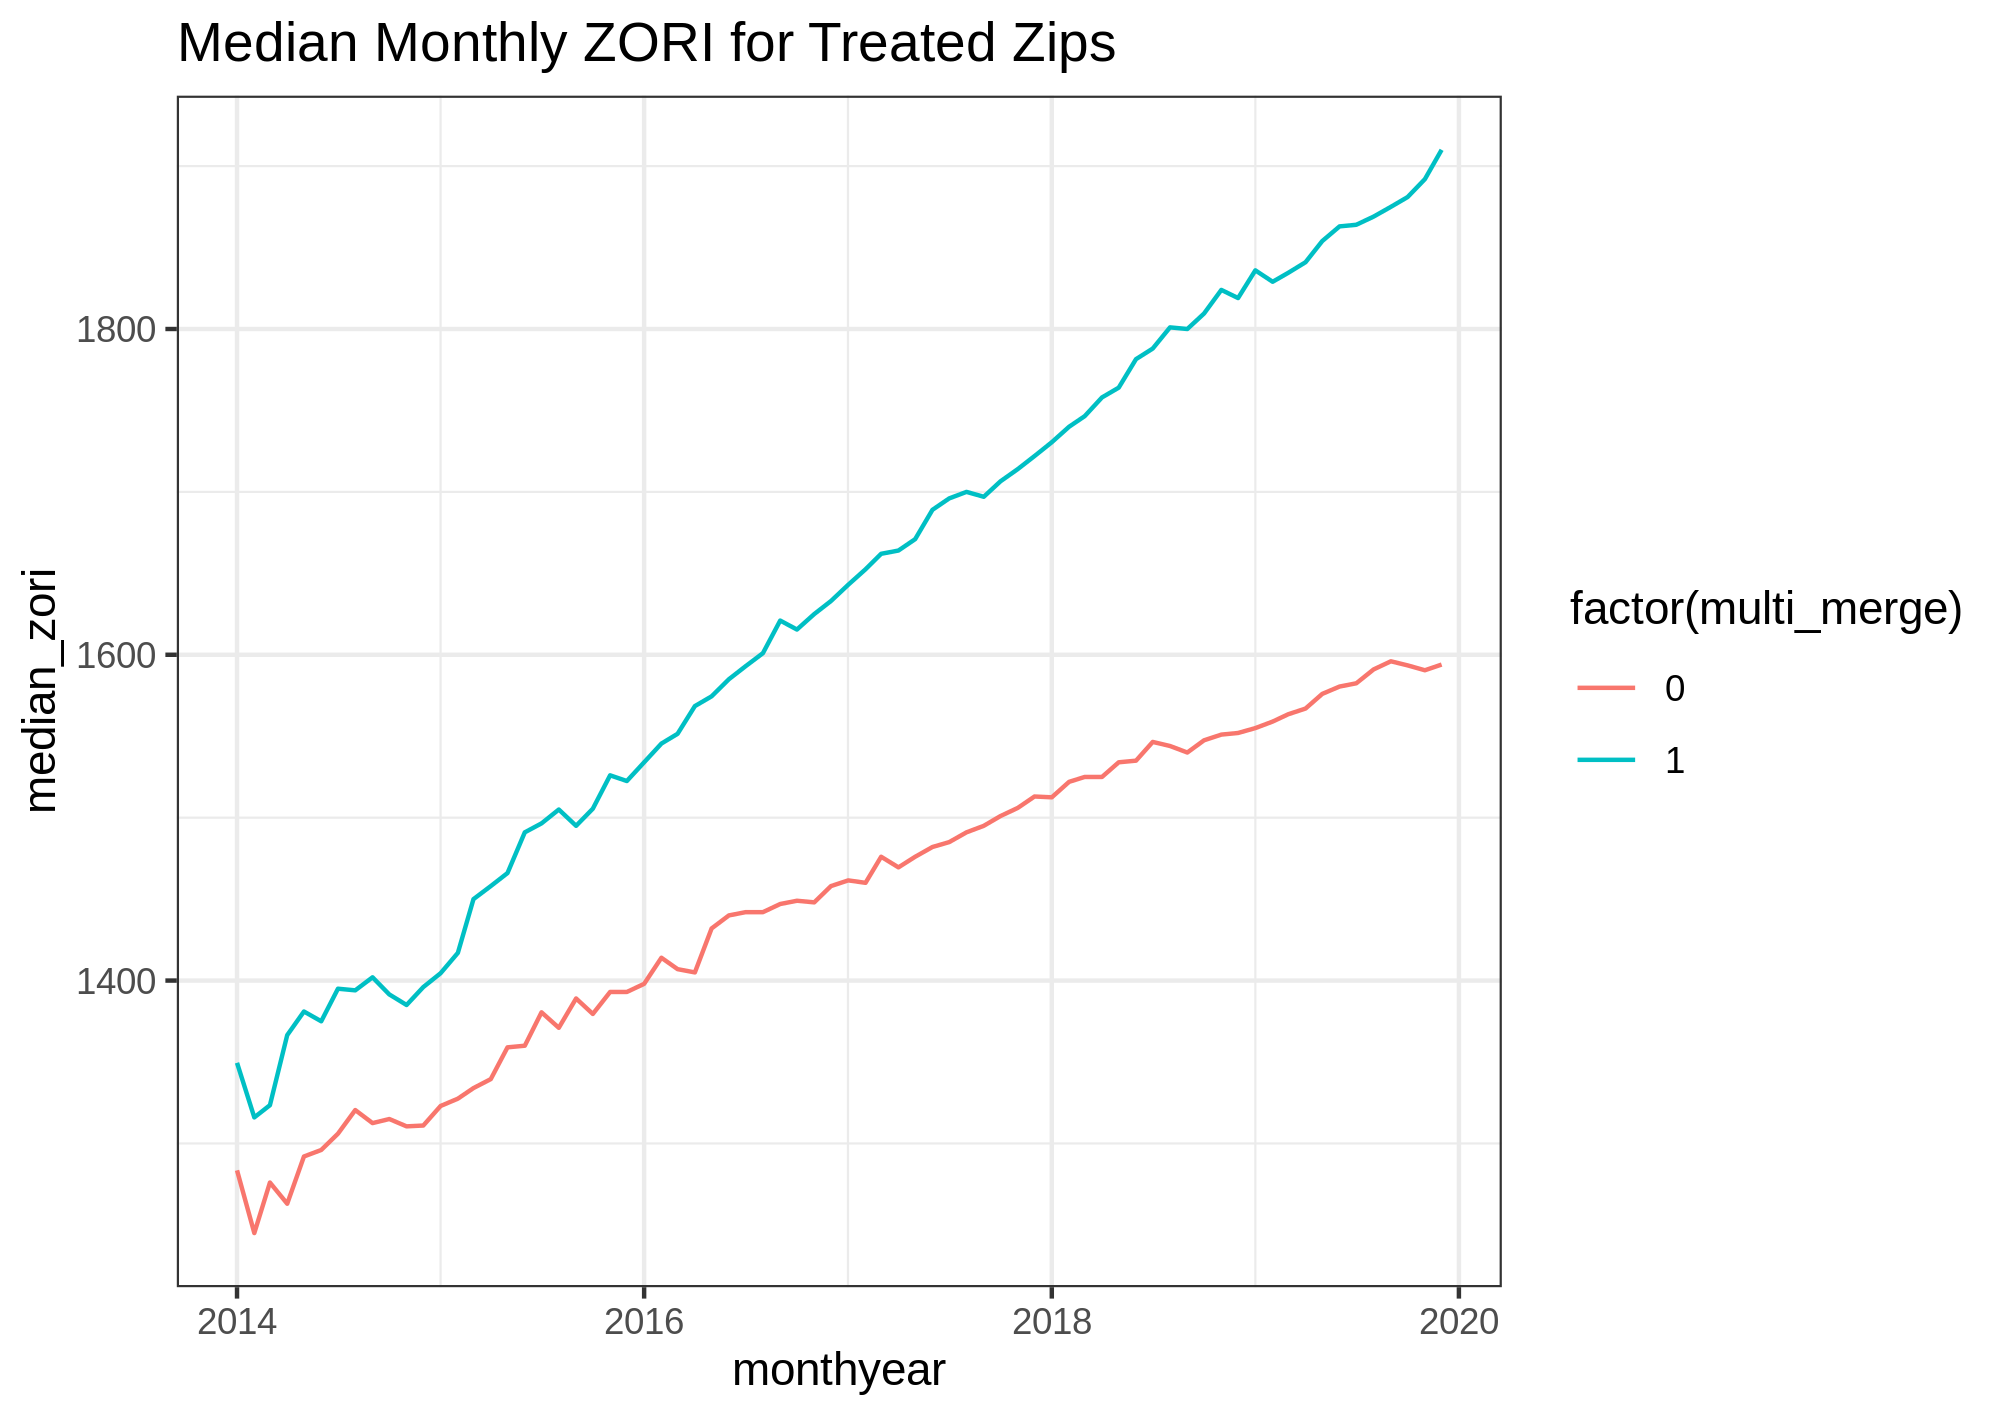 Median Monthly ZORI for Treated Zips
median_zori
1800
1600
1400
2014 2016 2018 2020
monthyear
factor(multi_merge)
0
1